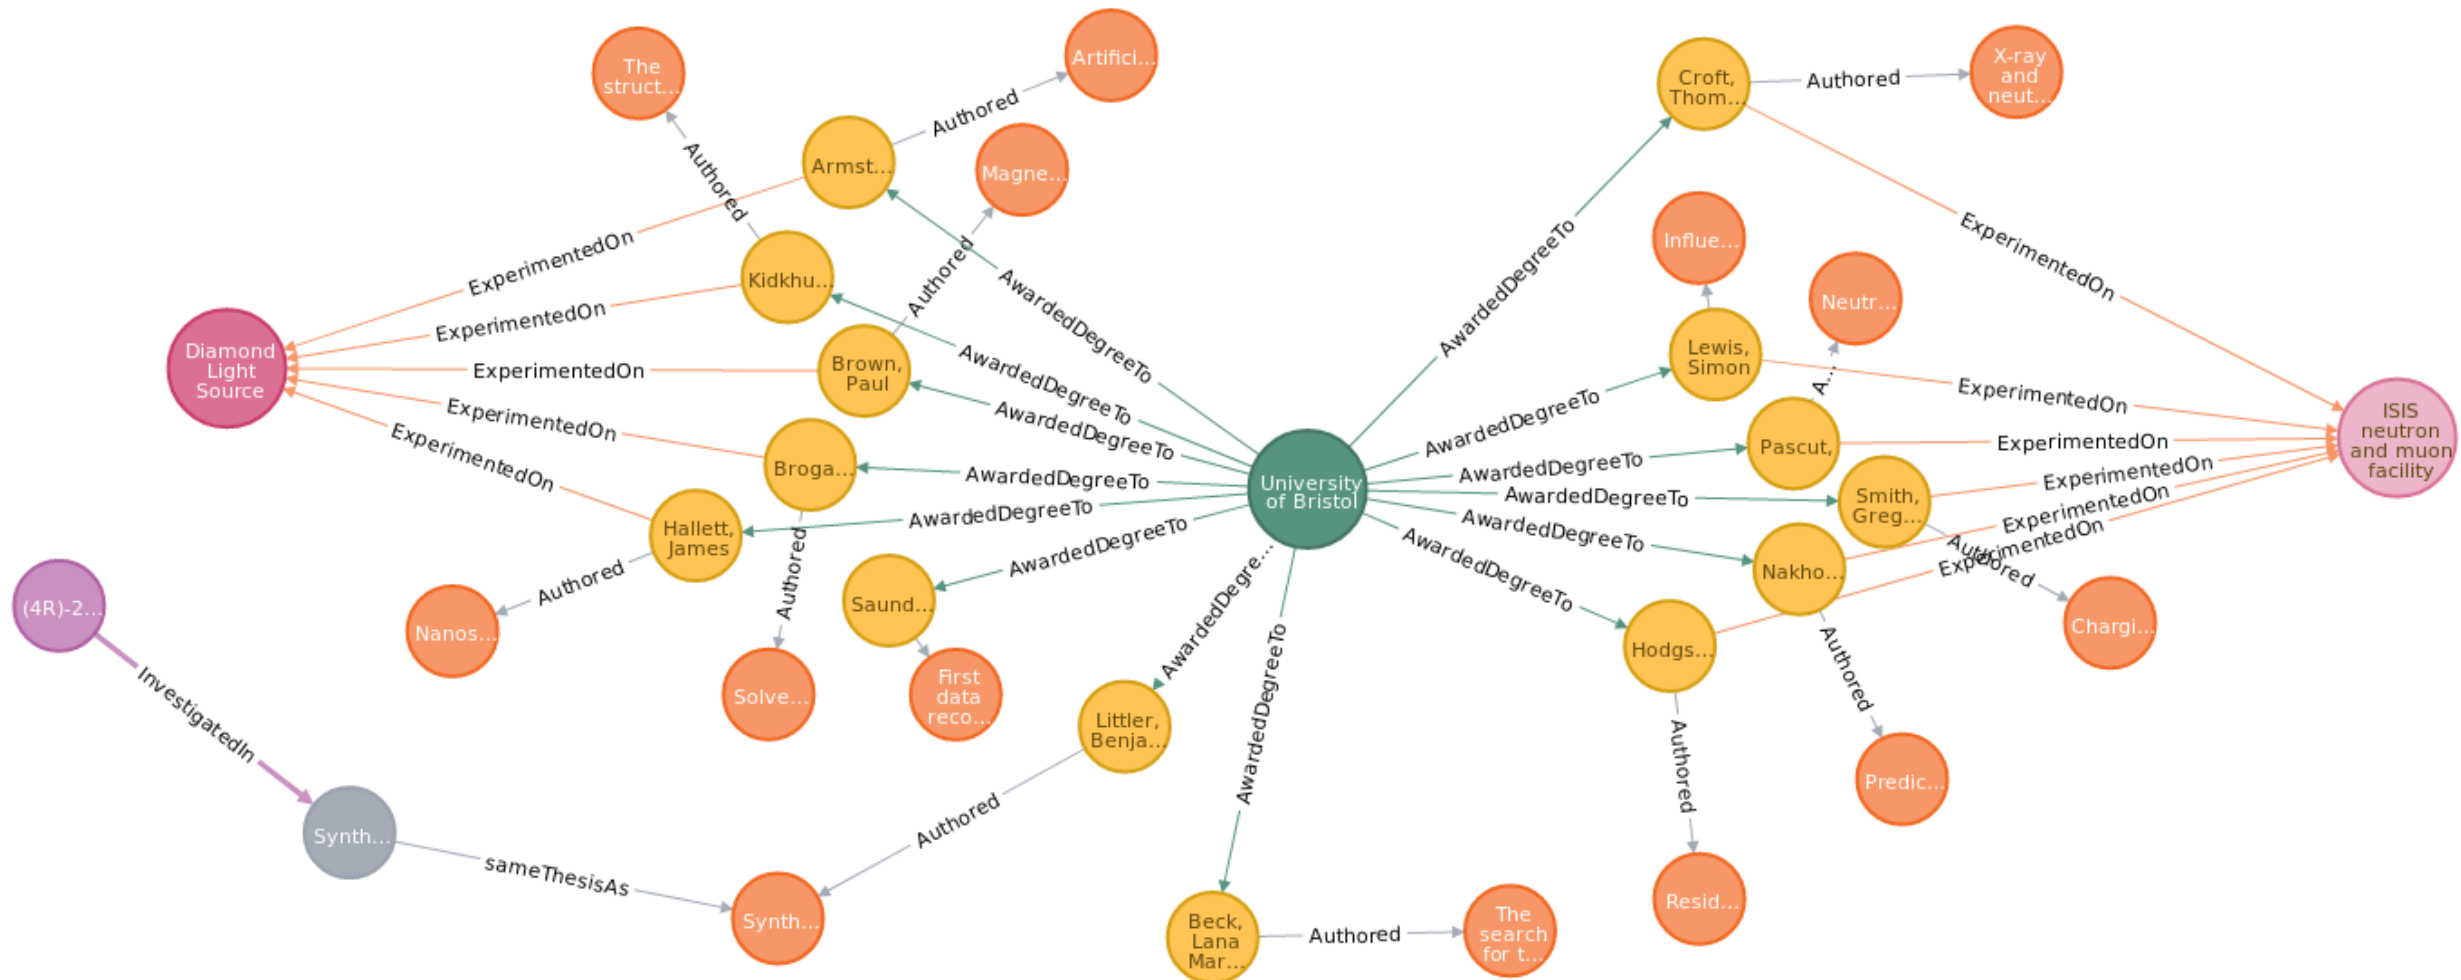 The
struct...
Artifici...
Authored
Armst...
Magne...
Authored
ExperimentedOn
Kidkhu...
Authored
AwardedDegreeTo
ExperimentedOn
Diamond
Light
Source
ExperimentedOn
Brown,
Paul
AwardedDegreeTo
AwardedDegreeTo
ExperimentedOn
ExperimentedOn
Broga...
AwardedDegreeTo
Hallett,
James
AwardedDegreeTo
Authored
Authored
Nanos...
Saund...
AwardedDegreeTo
Solve...
First
data
reco...
(4R)-2...
InvestigatedIn
Synth...
sameThesisAs
Synth...
Authored
Littler,
Benja...
AwardedDegre...
AwardedDegreeTo
Beck,
Lana
Mar...
Authored
The
search
for t...
University
of Bristol
Croft,
Thom...
Authored
X-ray
and
neut...
AwardedDegreeTo
ExperimentedOn
Influe...
Neutr...
Lewis,
Simon
AwardedDegreeTo
ExperimentedOn
A...
Pascut,
AwardedDegreeTo
ExperimentedOn
ISIS
neutron
and muon
facility
AwardedDegreeTo
Smith,
Greg...
ExperimentedOn
AwardedDegreeTo
Nakho...
ExperimentedOn
AwardedDegreeTo
Hodgs...
ExperimentedOn
Authored
Chargi...
Authored
Predic...
Authored
Resid...